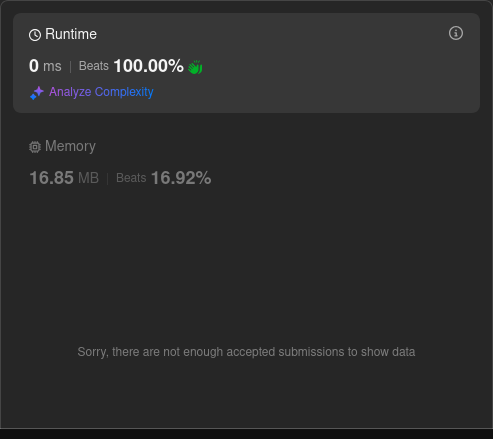 Runtime
0 ms | Beats 100.00%
Analyze Complexity
Memory
16.85 MB | Beats 16.92%
Sorry, there are not enough accepted submissions to show data